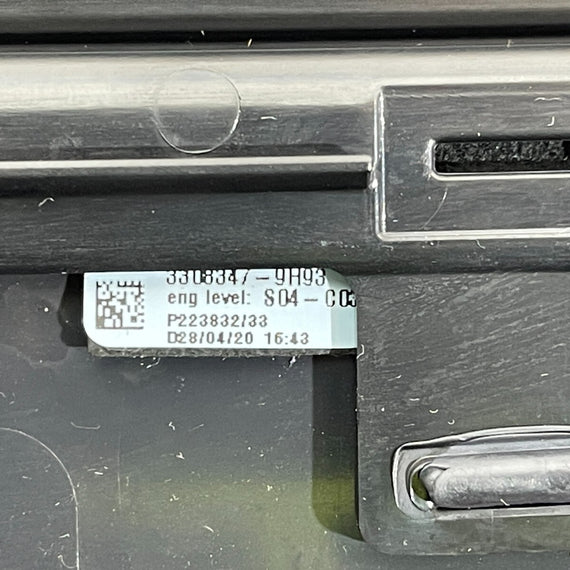 3308347-9H93
eng level: S04-C03
P223832/33
D28/04/20 16:43